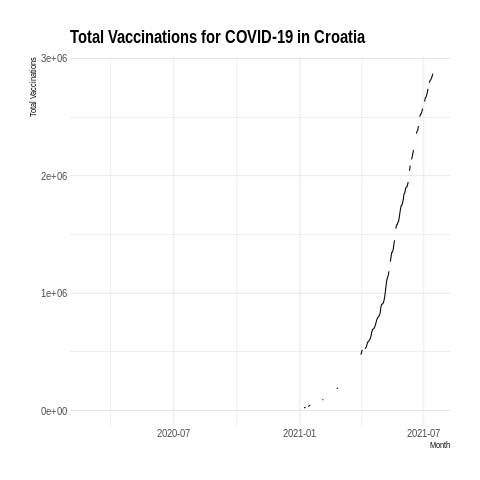 Total Vaccinations for COVID-19 in Croatia
Total Vaccinations
3e+06
2e+06
1e+06
0e+00
2020-07
2021-01
2021-07
Month